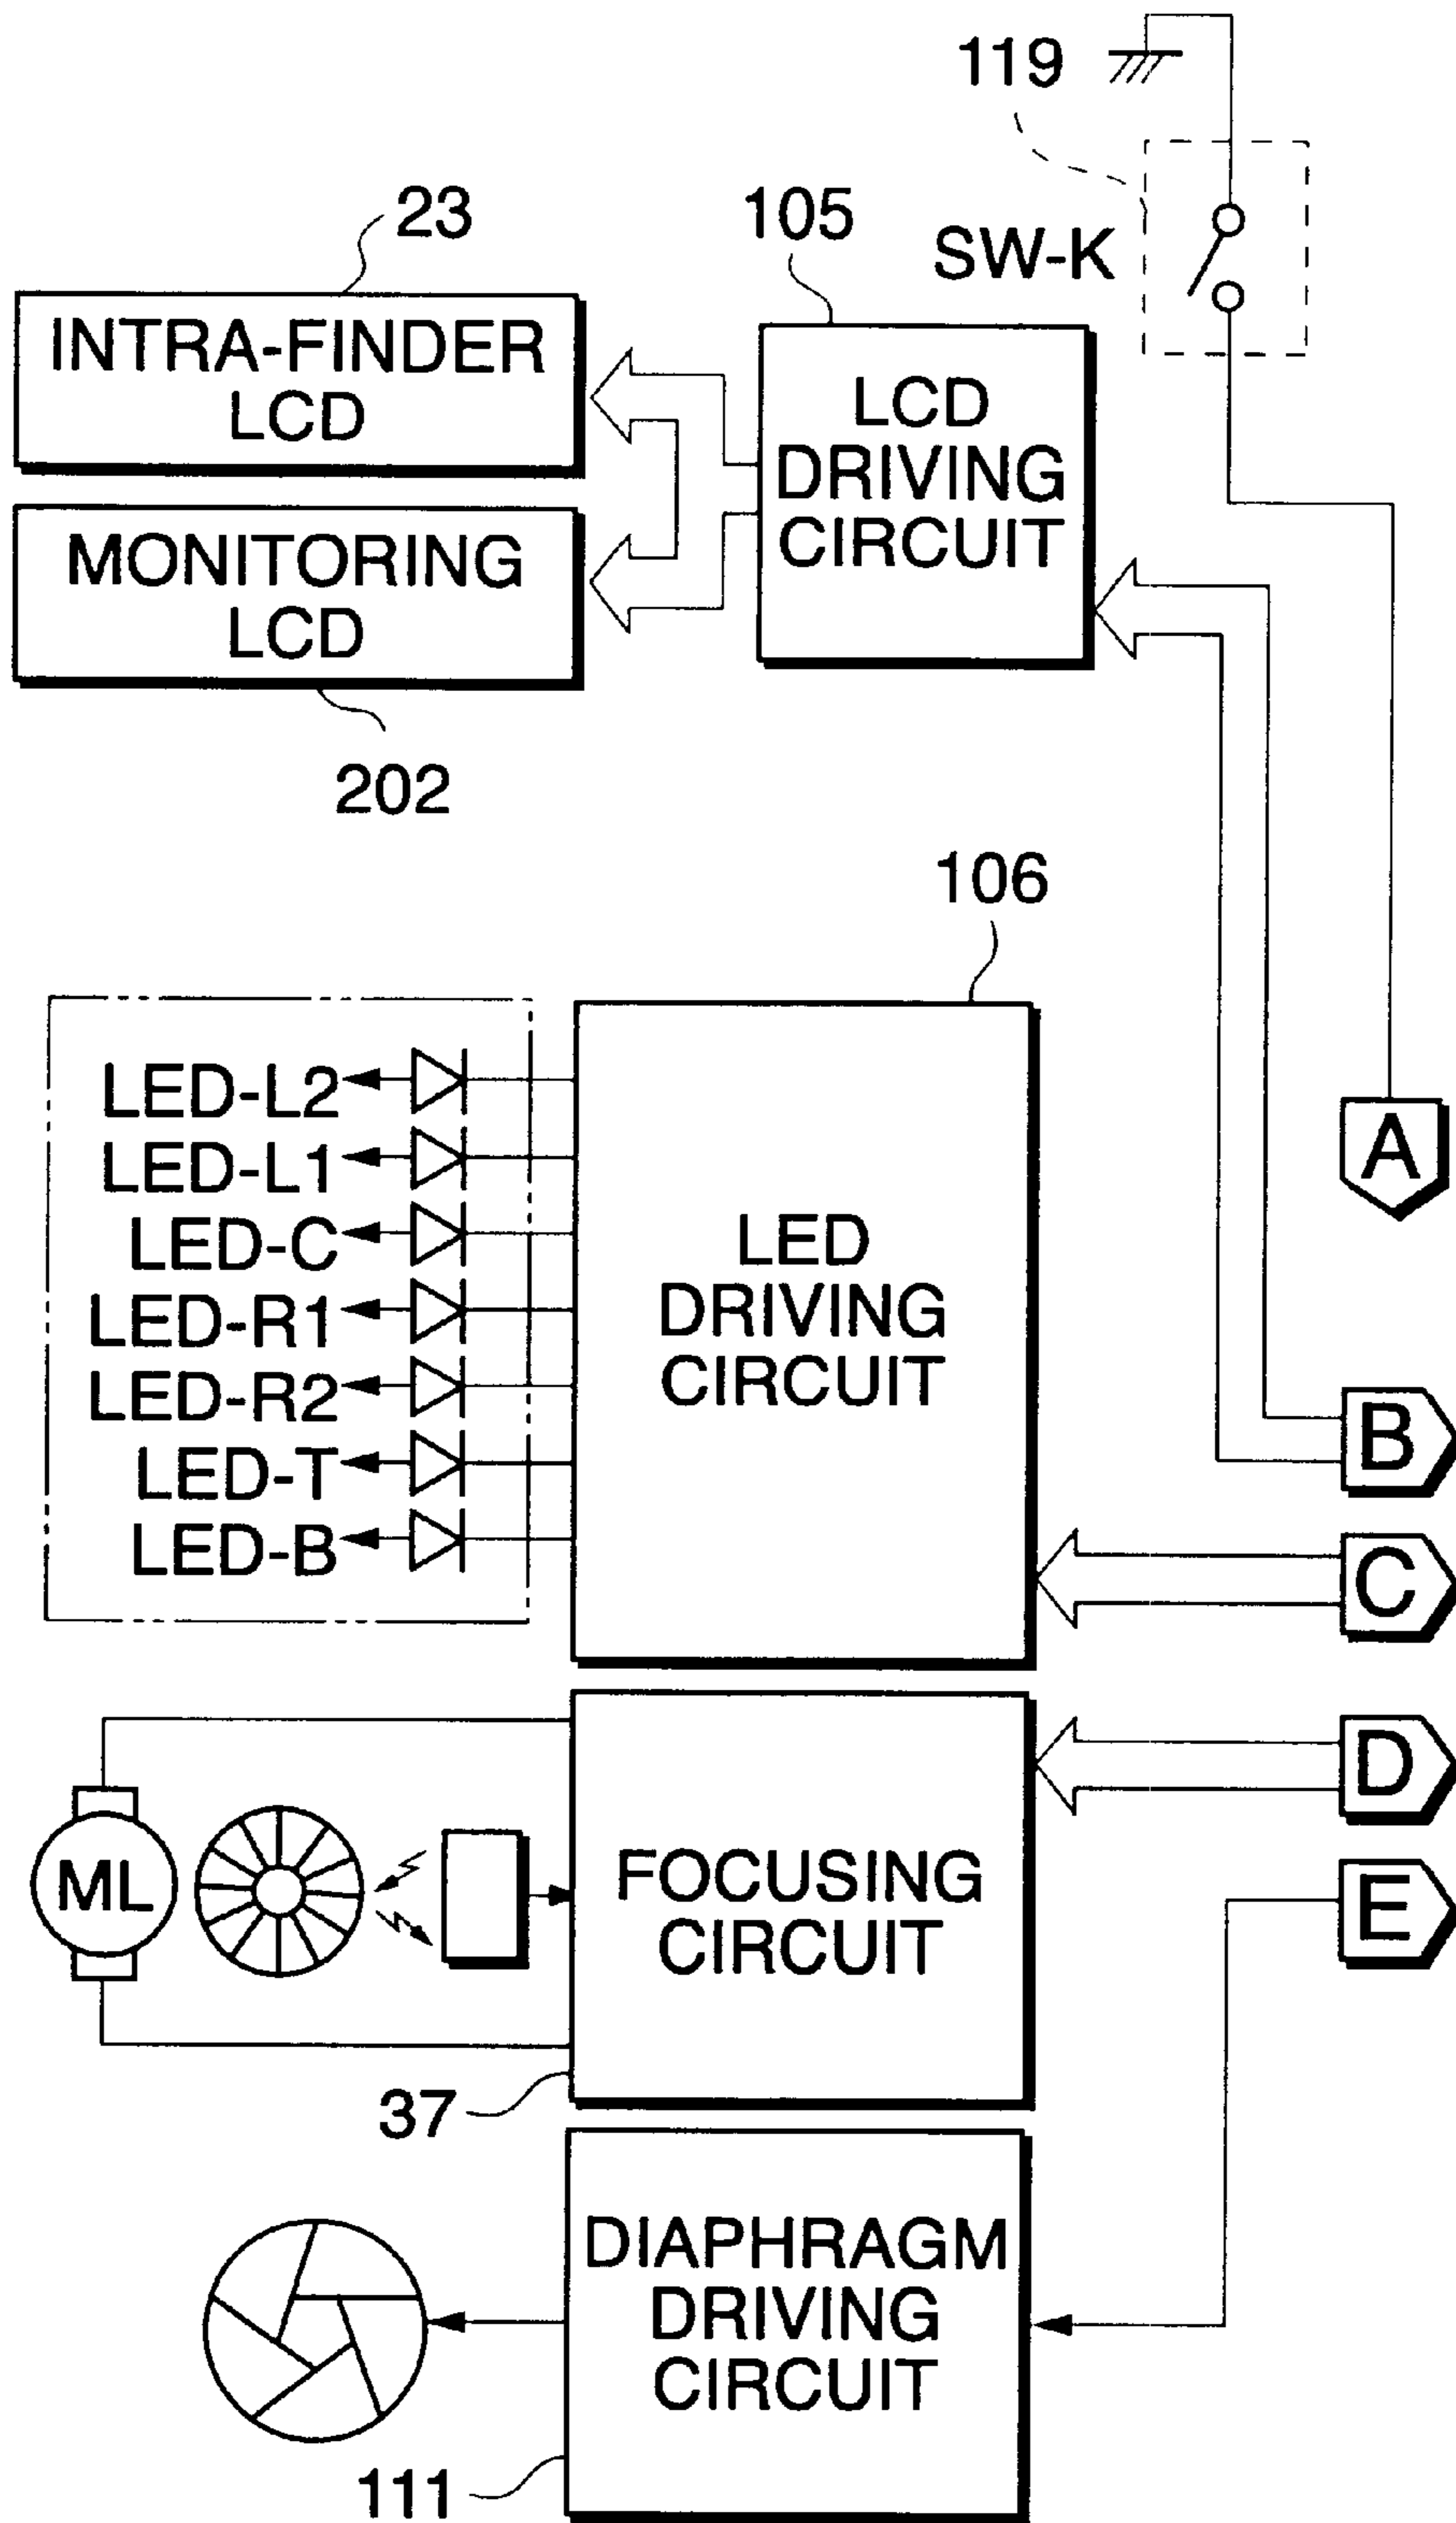 119
23
105
SW-K
INTRA-FINDER
LCD
LCD
DRIVING
CIRCUIT
MONITORING
LCD
202
106
LED-L2
LED-L1
LED-C
LED-R1
LED-R2
LED-T
LED-B
LED
DRIVING
CIRCUIT
A
B
C
D
E
ML
FOCUSING
CIRCUIT
37
DIAPHRAGM
DRIVING
CIRCUIT
111